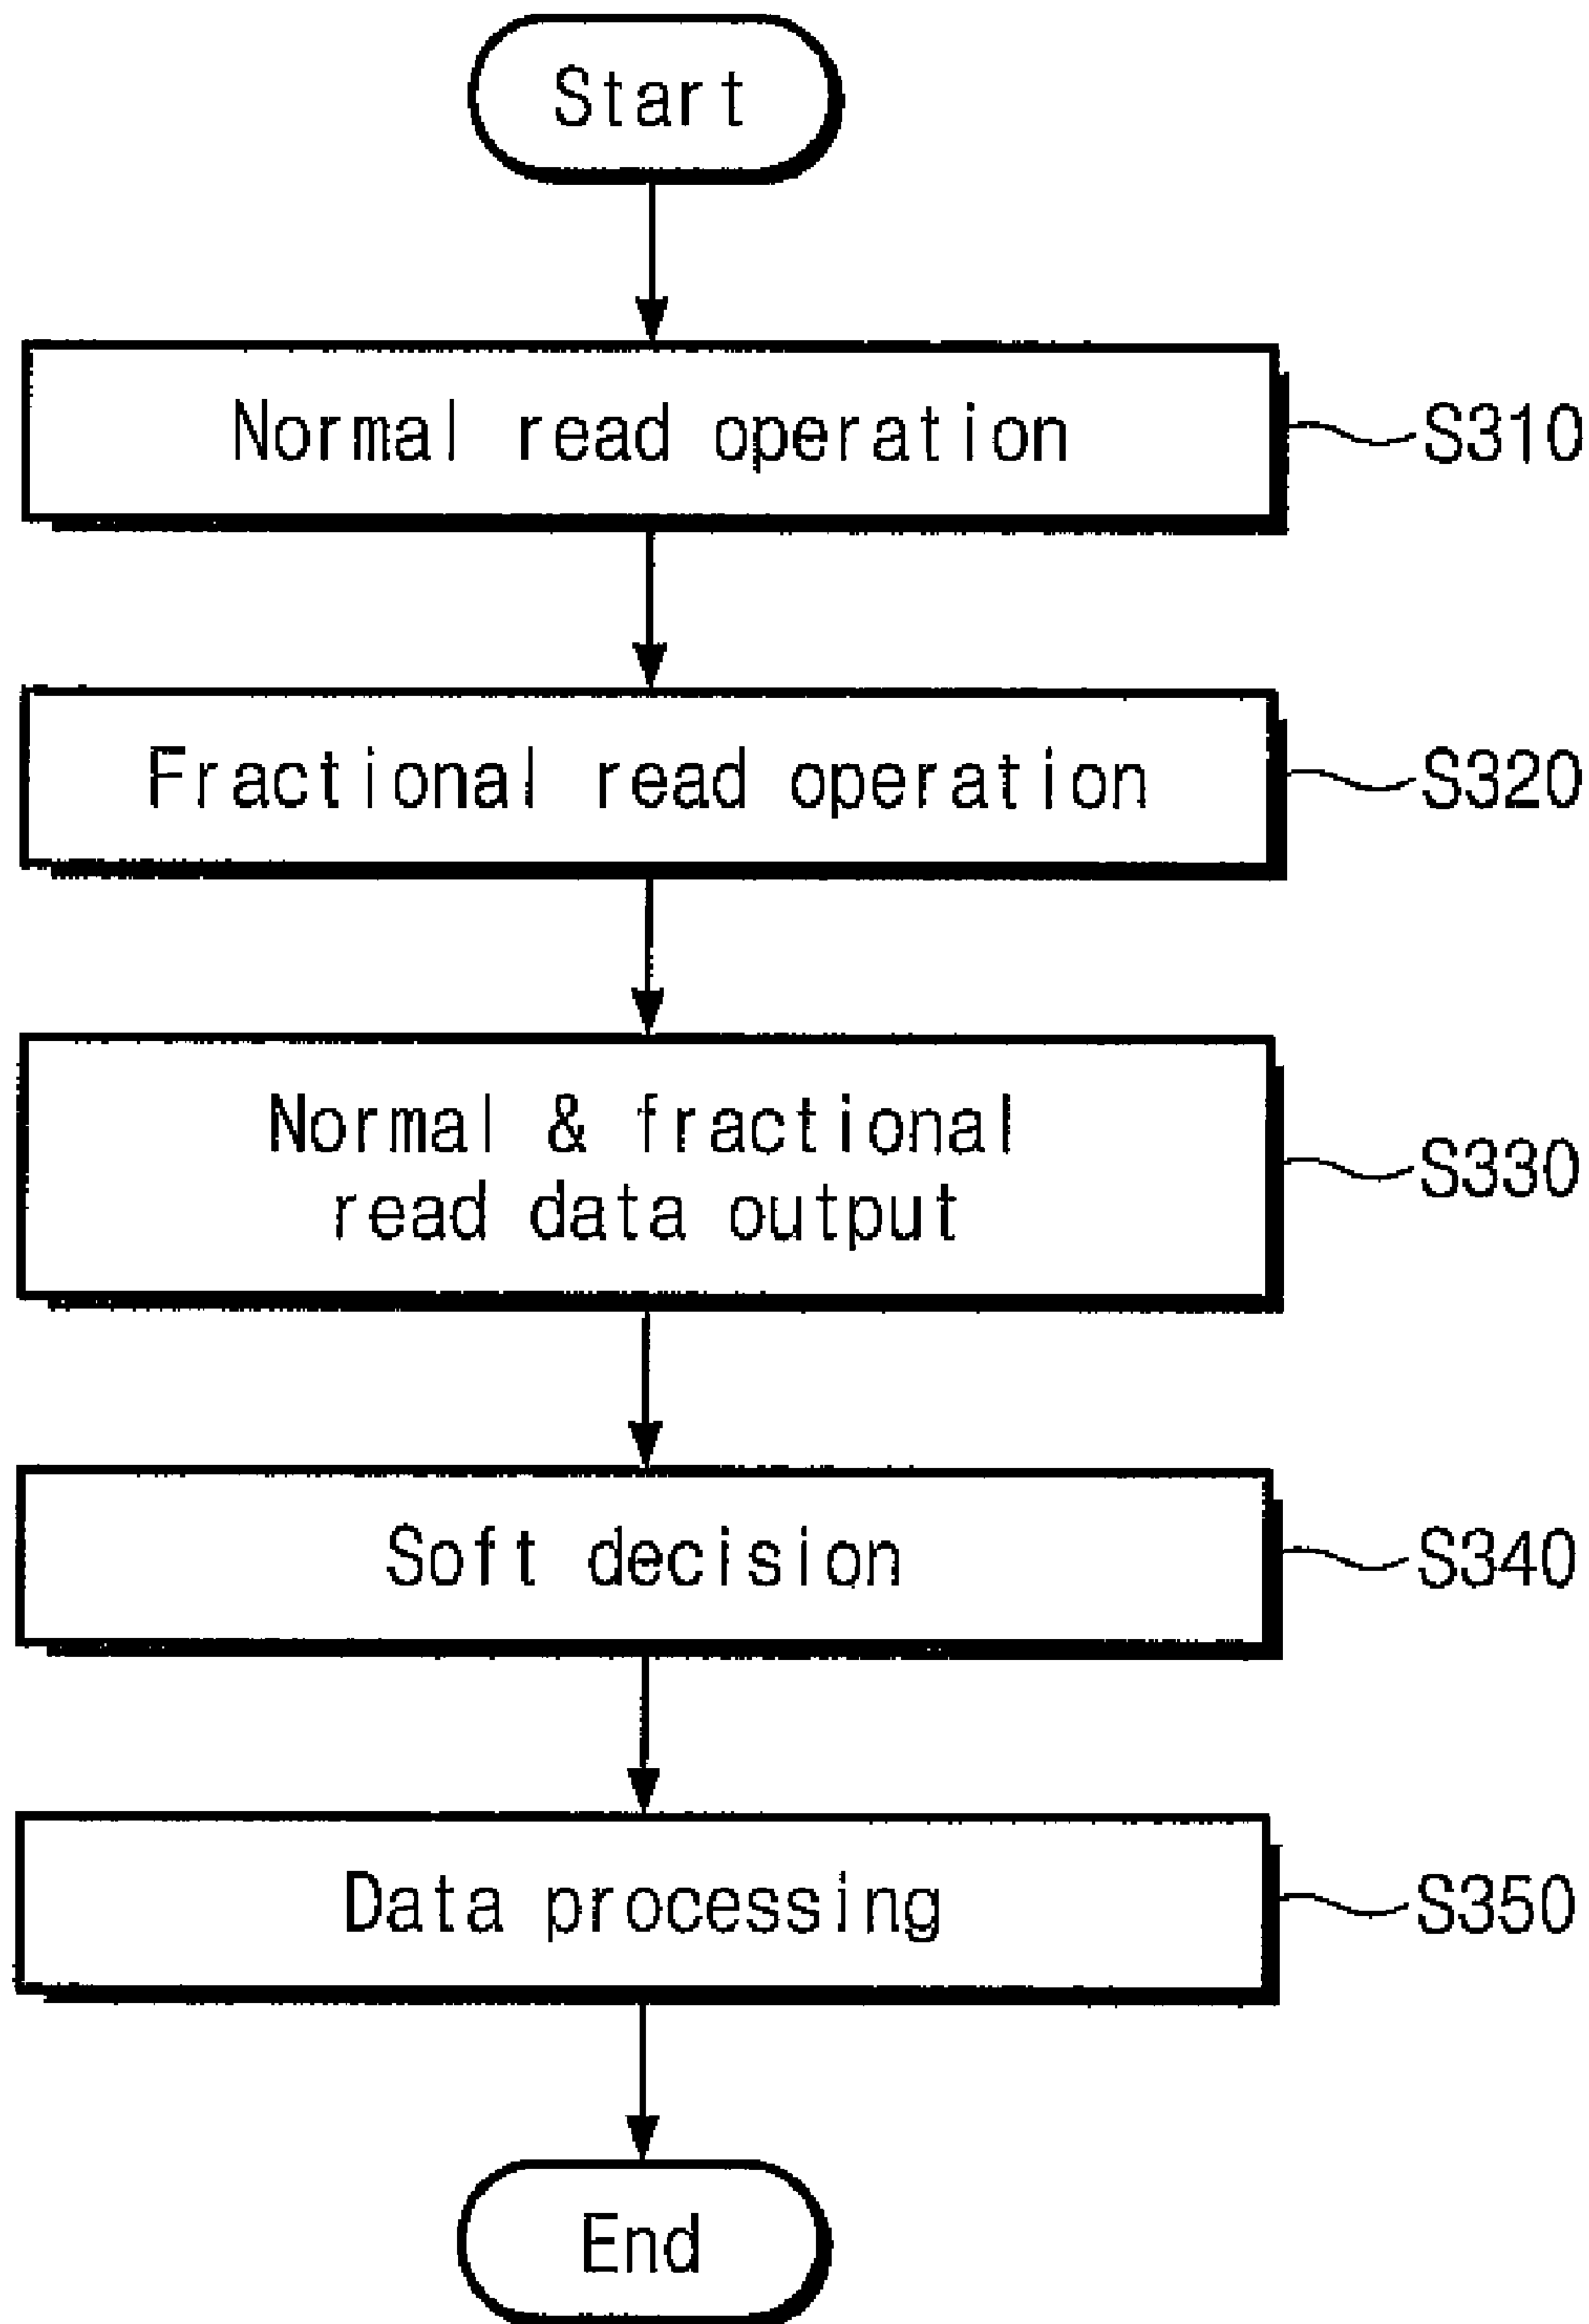 Start
Normal read operation
S310
Fractional read operation
S320
Normal & fractional
read data output
S330
Soft decision
S340
Data processing
S350
End